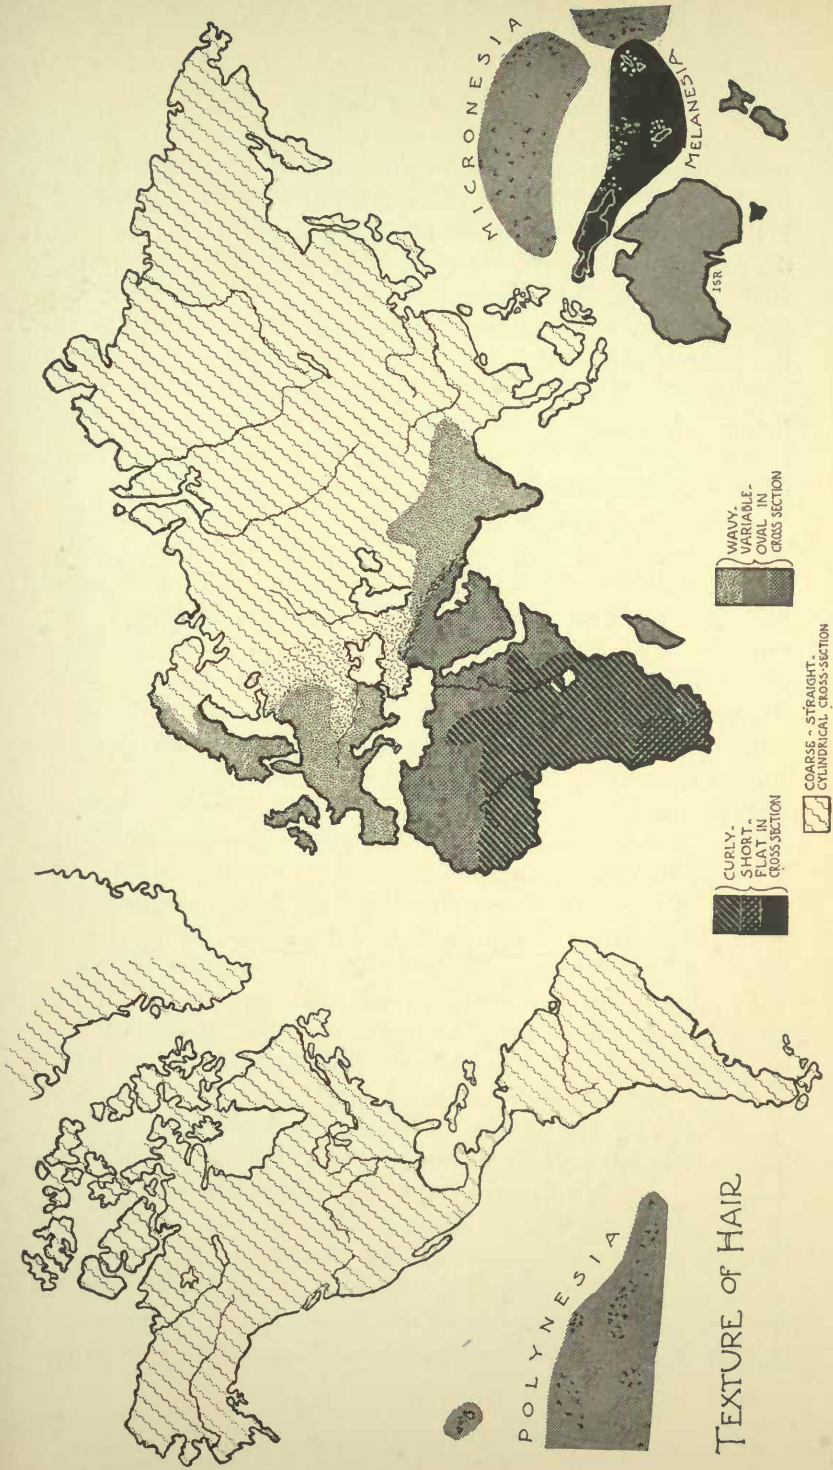 MICRONESIA
MELANESIA
ISR
POLYNESIA
TEXTURE OF HAIR
CURLY-
SHORT-
FLAT IN
CROSS SECTION
WAVY-
VARIABLE-
OVAL IN
CROSS SECTION
COARSE - STRAIGHT-
CYLINDRICAL CROSS-SECTION